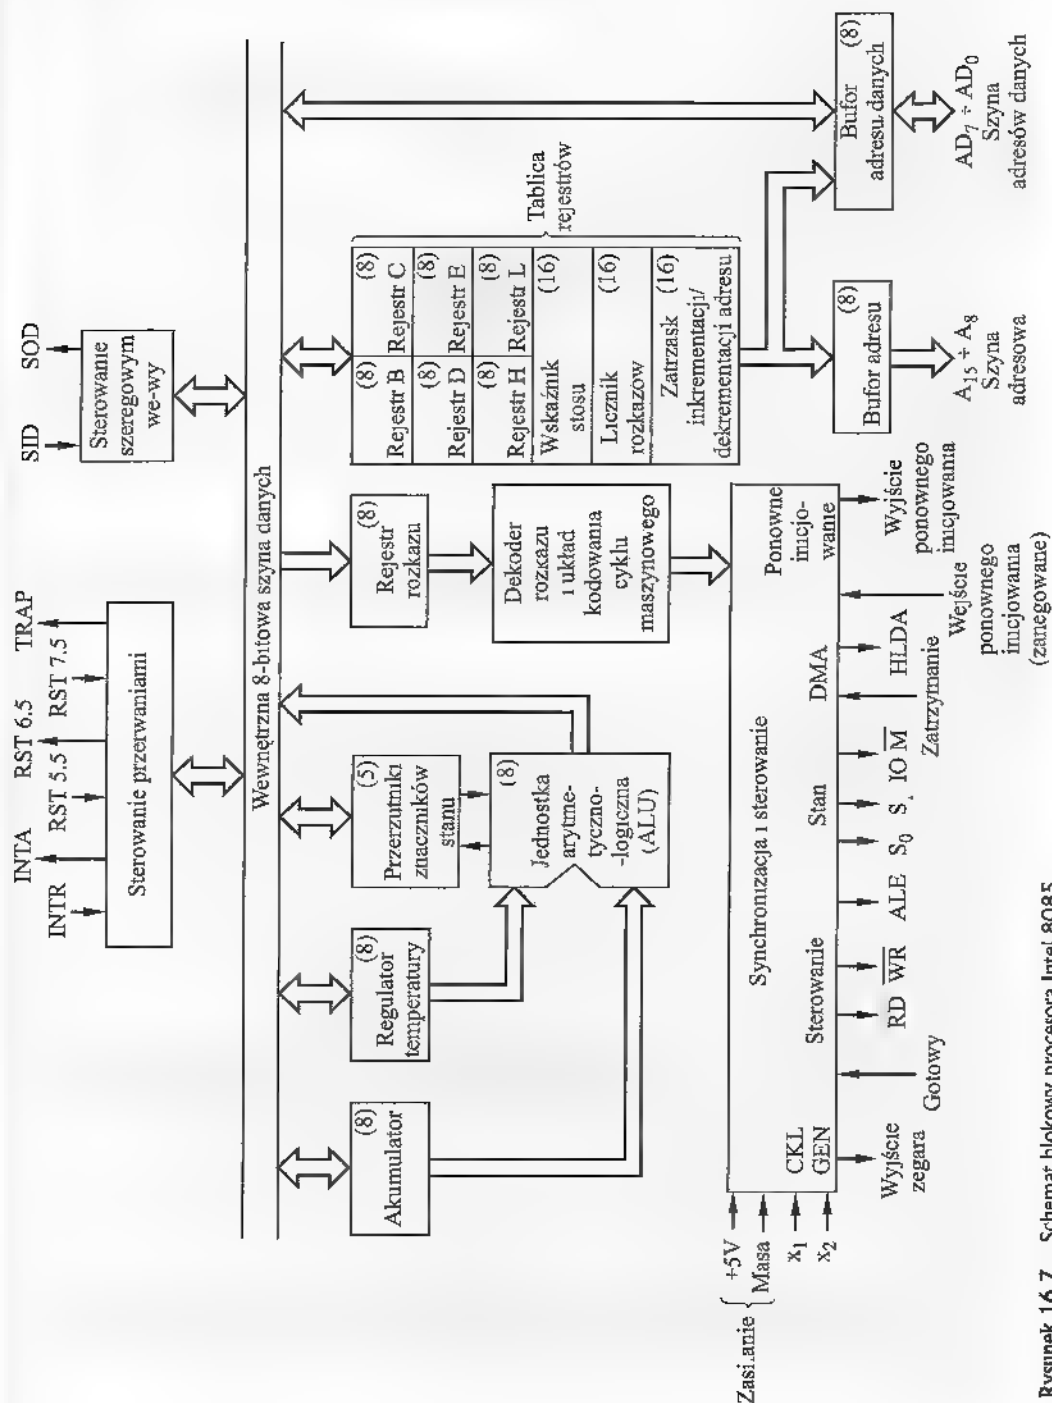 INTA RST 6.5 TRAP
INTR RST 5.5 RST 7.5
Sterowanie przerwaniami
SID SOD
Sterowanie
szeregowym
we-wy
Wewnętrzna 8-bitowa szyna danych
(8)
Akumulator
(8)
Regulator
temperatury
(5)
Przerzutniki
znaczników
stanu
(8)
Jednostka
arytme-
tyczno-
-logiczna
(ALU)
(8)
Rejestr
rozkazu
Dekoder
rozkazu
i układ
kodowania
cyklu
maszynowego
(8) (8)
Rejestr B Rejestr C
(8) (8)
Rejestr D Rejestr E
(8) (8)
Rejestr H Rejestr L
Wskaźnik (16)
stosu
Licznik (16)
rozkazów
Zatrzask (16)
inkrementacji/
dekrementacji adresu
Tablica
rejestrów
Zasilanie
+5V
Masa
x1
x2
CKL
GEN
Synchronizacja i sterowanie
Sterowanie
Stan
DMA
Ponowne
inicjo-
wanie
Wyjście
zegara
Gotowy
RD W̅R̅ ALE S0 S IO M̅
Zatrzymanie
HLDA
Wejście
ponownego
inicjowania
(zanegowane)
Wyjście
ponownego
inicjowania
(8)
Bufor adresu
A15 ÷ A8
Szyna
adresowa
(8)
Bufor
adresu danych
AD7 ÷ AD0
Szyna
adresów danych
Rysunek 16.7 Schemat blokowy procesora Intel 8085